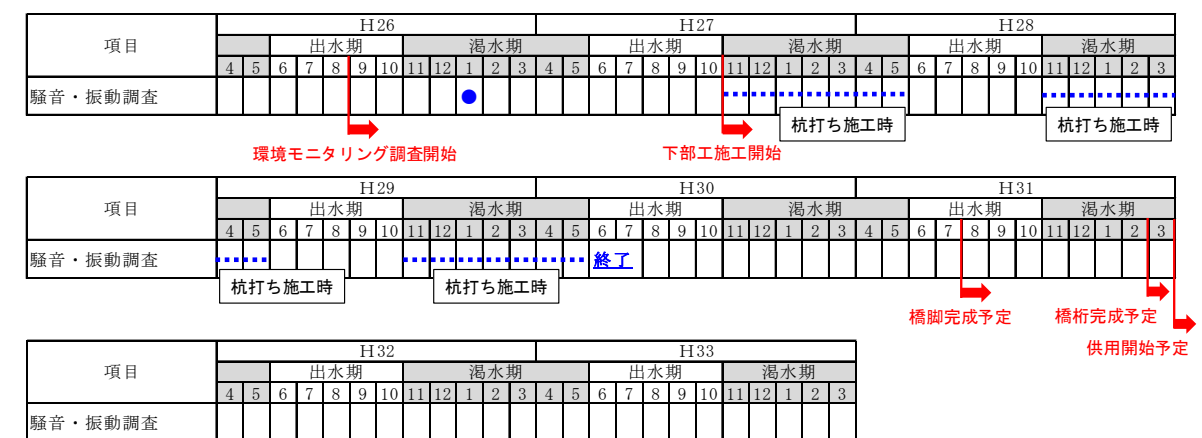 項目 H26 H27 H28
出水期 渇水期 出水期 渇水期 出水期 渇水期
4 5 6 7 8 9 10 11 12 1 2 3 4 5 6 7 8 9 10 11 12 1 2 3 4 5 6 7 8 9 10 11 12 1 2 3
騒音・振動調査
杭打ち施工時 杭打ち施工時
環境モニタリング調査開始 下部工施工開始
項目 H29 H30 H31
出水期 渇水期 出水期 渇水期 出水期 渇水期
4 5 6 7 8 9 10 11 12 1 2 3 4 5 6 7 8 9 10 11 12 1 2 3 4 5 6 7 8 9 10 11 12 1 2 3
騒音・振動調査 終了
杭打ち施工時 杭打ち施工時
橋脚完成予定 橋桁完成予定
供用開始予定
項目 H32 H33
出水期 渇水期 出水期 渇水期
4 5 6 7 8 9 10 11 12 1 2 3 4 5 6 7 8 9 10 11 12 1 2 3
騒音・振動調査